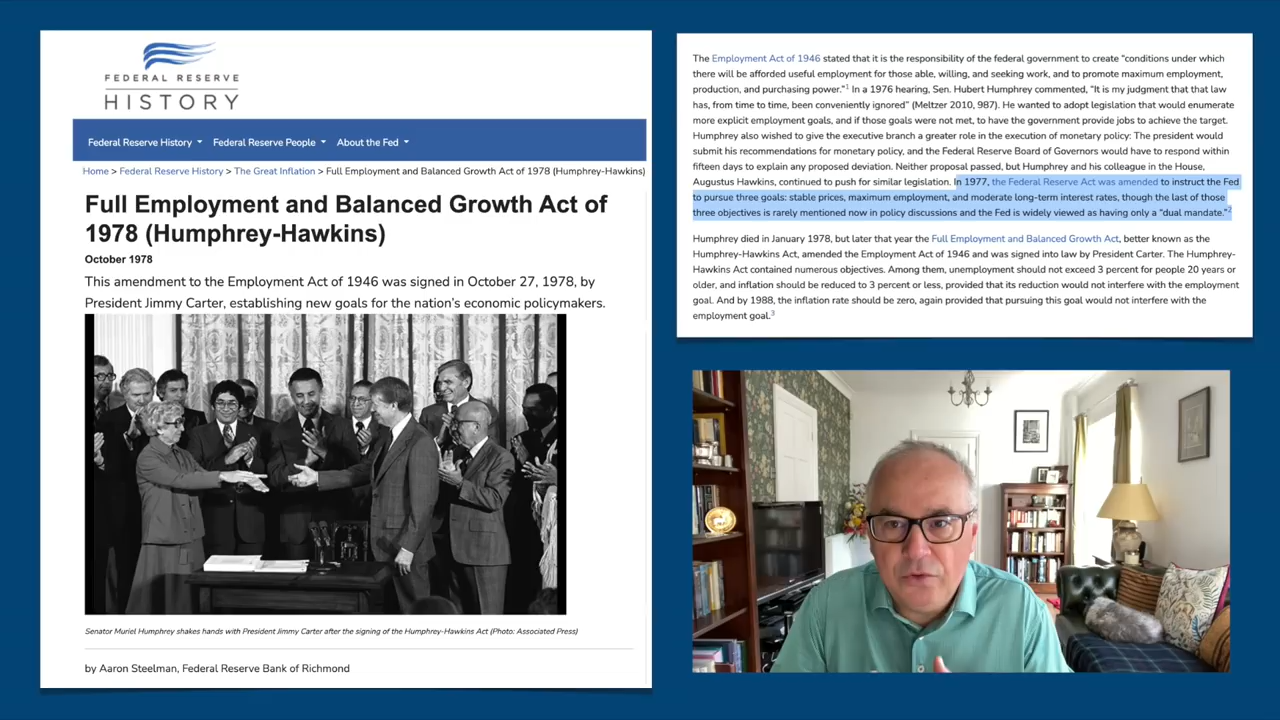 FEDERAL RESERVE
HISTORY
Federal Reserve History
Federal Reserve People
About the Fed
Home > Federal Reserve History > The Great Inflation > Full Employment and Balanced Growth Act of 1978 (Humphrey-Hawkins)
Full Employment and Balanced Growth Act of
1978 (Humphrey-Hawkins)
October 1978
This amendment to the Employment Act of 1946 was signed in October 27, 1978, by
President Jimmy Carter, establishing new goals for the nation's economic policymakers.
Senator Muriel Humphrey shakes hands with President Jimmy Carter after the signing of the Humphrey-Hawkins Act (Photo: Associated Press)
by Aaron Steelman, Federal Reserve Bank of Richmond
The Employment Act of 1946 stated that it is the responsibility of the federal government to create "conditions under which
there will be afforded useful employment for those able, willing, and seeking work, and to promote maximum employment,
production, and purchasing power."1 In a 1976 hearing, Sen. Hubert Humphrey commented, "It is my judgment that that law
has, from time to time, been conveniently ignored" (Meltzer 2010, 987). He wanted to adopt legislation that would enumerate
more explicit employment goals, and if those goals were not met, to have the government provide jobs to achieve the target.
Humphrey also wished to give the executive branch a greater role in the execution of monetary policy: The president would
submit his recommendations for monetary policy, and the Federal Reserve Board of Governors would have to respond within
fifteen days to explain any proposed deviation. Neither proposal passed, but Humphrey and his colleague in the House,
Augustus Hawkins, continued to push for similar legislation. In 1977, the Federal Reserve Act was amended to instruct the Fed
to pursue three goals: stable prices, maximum employment, and moderate long-term interest rates, though the last of those
three objectives is rarely mentioned now in policy discussions and the Fed is widely viewed as having only a "dual mandate."2
Humphrey died in January 1978, but later that year the Full Employment and Balanced Growth Act, better known as the
Humphrey-Hawkins Act, amended the Employment Act of 1946 and was signed into law by President Carter. The Humphrey-
Hawkins Act contained numerous objectives. Among them, unemployment should not exceed 3 percent for people 20 years or
older, and inflation should be reduced to 3 percent or less, provided that its reduction would not interfere with the employment
goal. And by 1988, the inflation rate should be zero, again provided that pursuing this goal would not interfere with the
employment goal.3